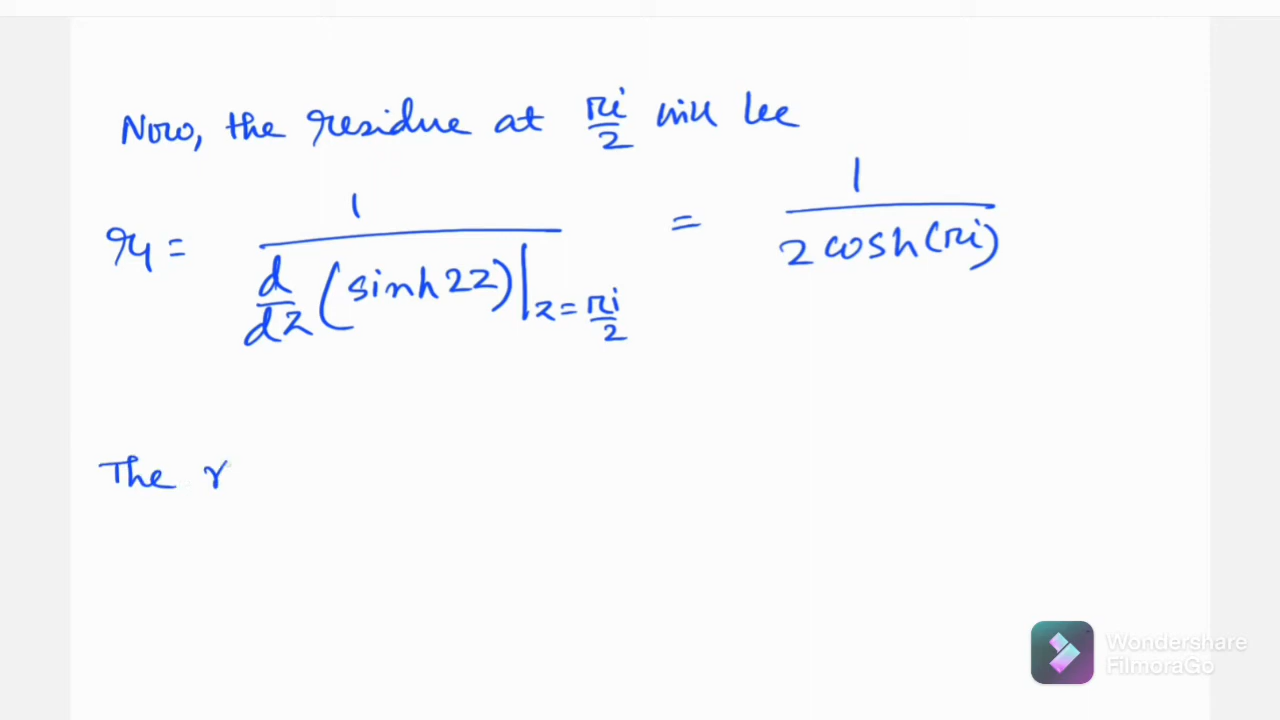 Now, the residue at πi/2 will be
r₁ = 1 / (d/dz (sinh 2z)|z=πi/2) = 1 / (2 cosh(πi))
The r
Wondershare
FilmoraGo